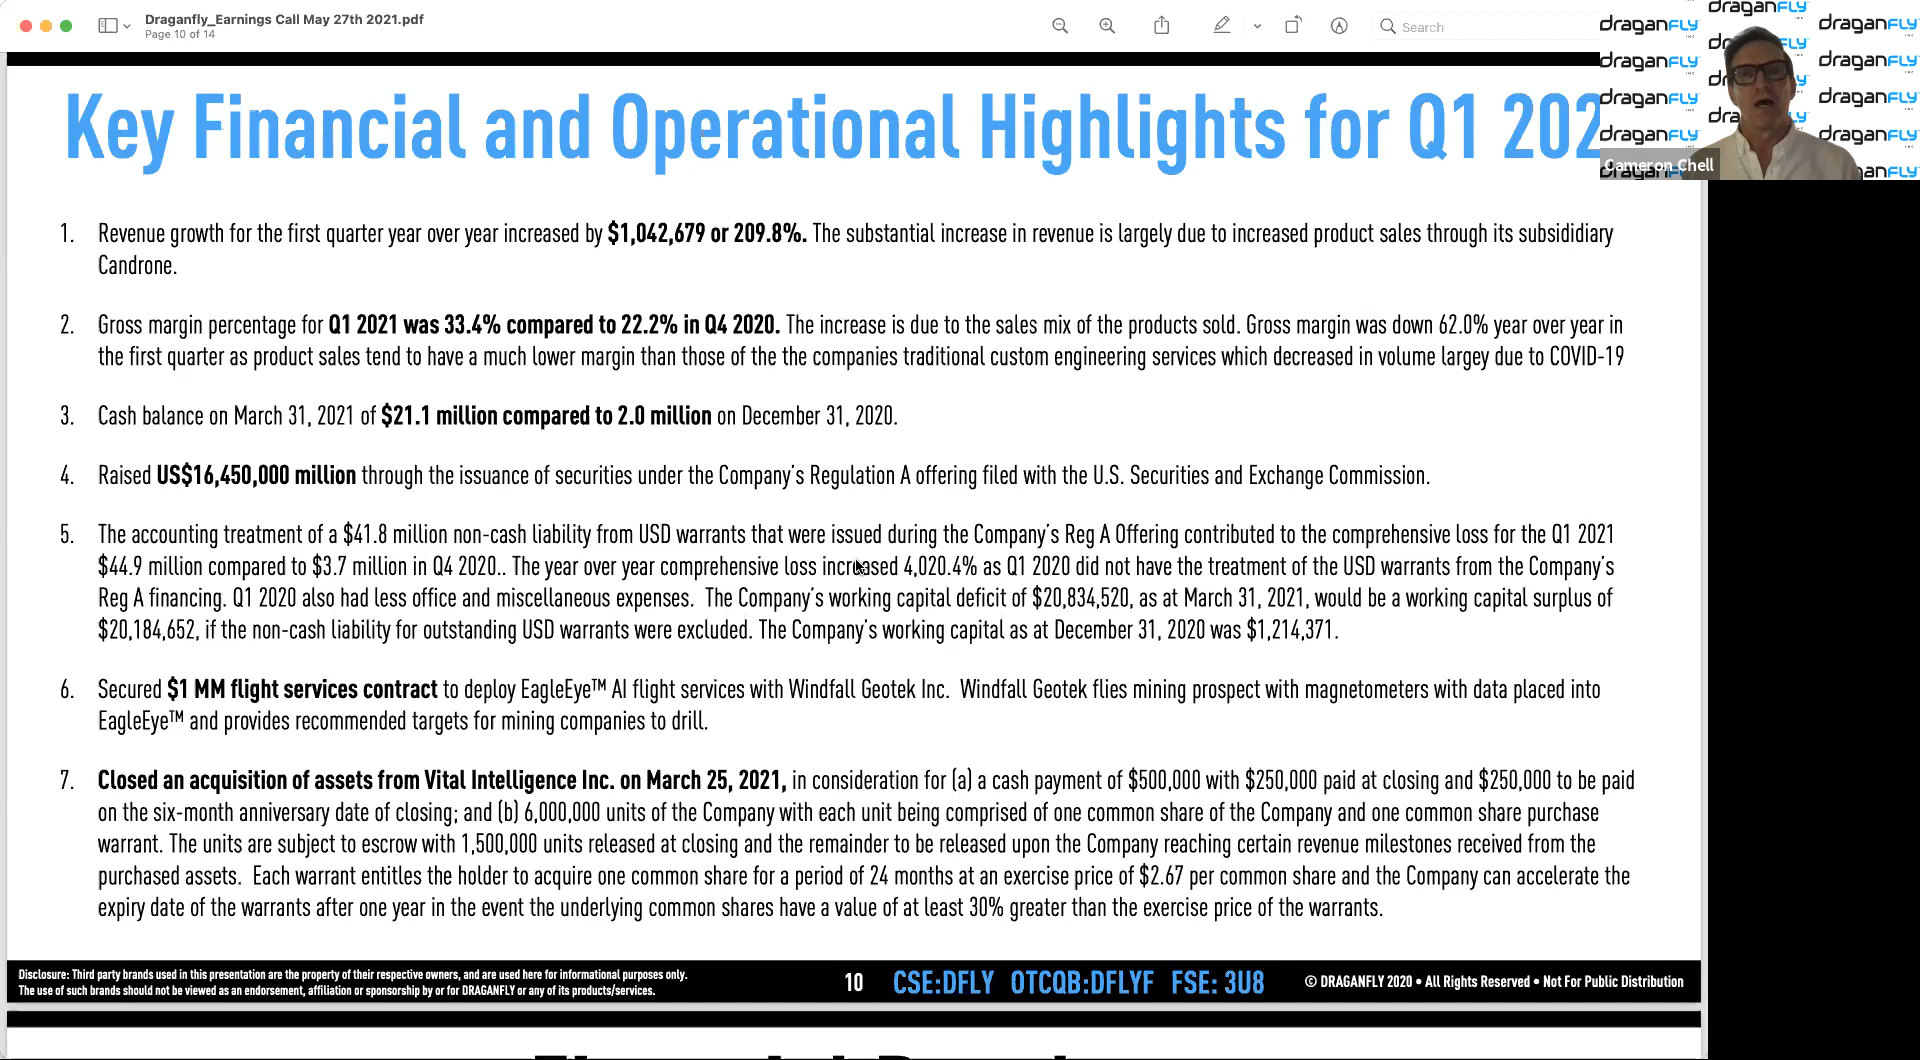 Draganfly_Earnings Call May 27th 2021.pdf
Page 10 of 14
Search
Cameron Chell
Key Financial and Operational Highlights for Q1 202
1. Revenue growth for the first quarter year over year increased by $1,042,679 or 209.8%. The substantial increase in revenue is largely due to increased product sales through its subsididiary
Candrone.
2. Gross margin percentage for Q1 2021 was 33.4% compared to 22.2% in Q4 2020. The increase is due to the sales mix of the products sold. Gross margin was down 62.0% year over year in
the first quarter as product sales tend to have a much lower margin than those of the the companies traditional custom engineering services which decreased in volume largey due to COVID-19
3. Cash balance on March 31, 2021 of $21.1 million compared to 2.0 million on December 31, 2020.
4. Raised US$16,450,000 million through the issuance of securities under the Company's Regulation A offering filed with the U.S. Securities and Exchange Commission.
5. The accounting treatment of a $41.8 million non-cash liability from USD warrants that were issued during the Company's Reg A Offering contributed to the comprehensive loss for the Q1 2021
$44.9 million compared to $3.7 million in Q4 2020.. The year over year comprehensive loss increased 4,020.4% as Q1 2020 did not have the treatment of the USD warrants from the Company's
Reg A financing. Q1 2020 also had less office and miscellaneous expenses. The Company's working capital deficit of $20,834,520, as at March 31, 2021, would be a working capital surplus of
$20,184,652, if the non-cash liability for outstanding USD warrants were excluded. The Company's working capital as at December 31, 2020 was $1,214,371.
6. Secured $1 MM flight services contract to deploy EagleEye™ AI flight services with Windfall Geotek Inc. Windfall Geotek flies mining prospect with magnetometers with data placed into
EagleEye™ and provides recommended targets for mining companies to drill.
7. Closed an acquisition of assets from Vital Intelligence Inc. on March 25, 2021, in consideration for (a) a cash payment of $500,000 with $250,000 paid at closing and $250,000 to be paid
on the six-month anniversary date of closing; and (b) 6,000,000 units of the Company with each unit being comprised of one common share of the Company and one common share purchase
warrant. The units are subject to escrow with 1,500,000 units released at closing and the remainder to be released upon the Company reaching certain revenue milestones received from the
purchased assets. Each warrant entitles the holder to acquire one common share for a period of 24 months at an exercise price of $2.67 per common share and the Company can accelerate the
expiry date of the warrants after one year in the event the underlying common shares have a value of at least 30% greater than the exercise price of the warrants.
Disclosure: Third party brands used in this presentation are the property of their respective owners, and are used here for informational purposes only.
The use of such brands should not be viewed as an endorsement, affiliation or sponsorship by or for DRAGANFLY or any of its products/services.
10 CSE:DFLY OTCQB:DFLYF FSE: 3U8 © DRAGANFLY 2020 • All Rights Reserved • Not For Public Distribution
draganFLY
draganFLY
draganFLY
draganFLY
draganFLY
draganFLY
draganFLY
draganFLY
draganFLY